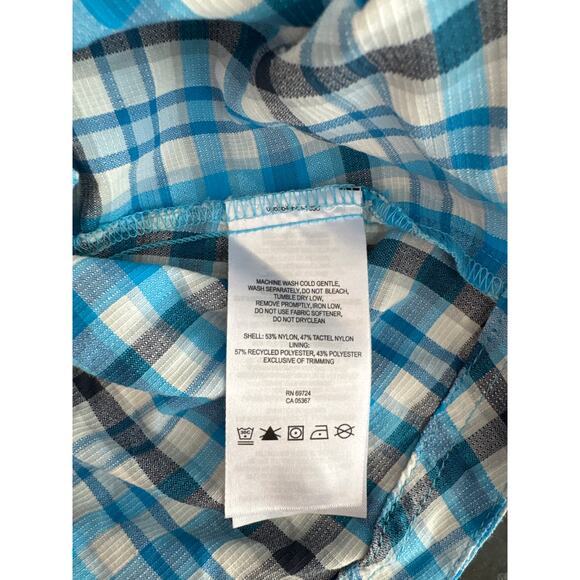 MACHINE WASH COLD GENTLE,
WASH SEPARATELY,DO NOT BLEACH,
TUMBLE DRY LOW,
REMOVE PROMPTLY, IRON LOW,
DO NOT USE FABRIC SOFTENER,
DO NOT DRYCLEAN
SHELL: 53% NYLON, 47% TACTEL NYLON
LINING:
57% RECYCLED POLYESTER, 43% POLYESTER
EXCLUSIVE OF TRIMMING
RN 69724
CA 05367
30C